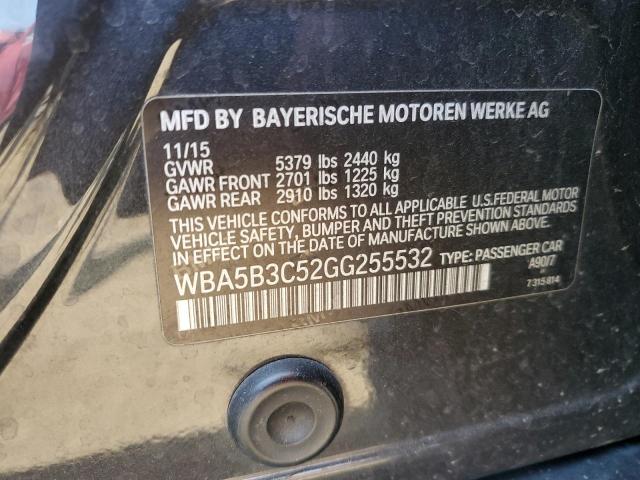 MFD BY BAYERISCHE MOTOREN WERKE AG
11/15
GVWR 5379 lbs 2440 kg
GAWR FRONT 2701 lbs 1225 kg
GAWR REAR 2910 lbs 1320 kg
THIS VEHICLE CONFORMS TO ALL APPLICABLE U.S.FEDERAL MOTOR
VEHICLE SAFETY, BUMPER AND THEFT PREVENTION STANDARDS
IN EFFECT ON THE DATE OF MANUFACTURE SHOWN ABOVE.
WBA5B3C52GG255532 TYPE: PASSENGER CAR
A90/7
7 315 814